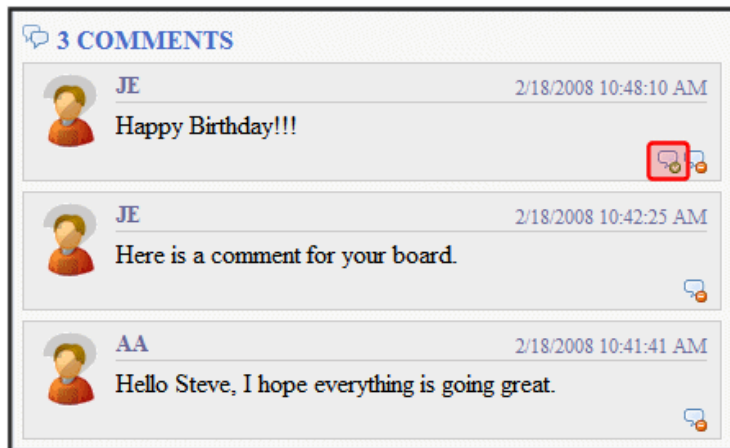 3 COMMENTS
JE 2/18/2008 10:48:10 AM
Happy Birthday!!!
JE 2/18/2008 10:42:25 AM
Here is a comment for your board.
AA 2/18/2008 10:41:41 AM
Hello Steve, I hope everything is going great.